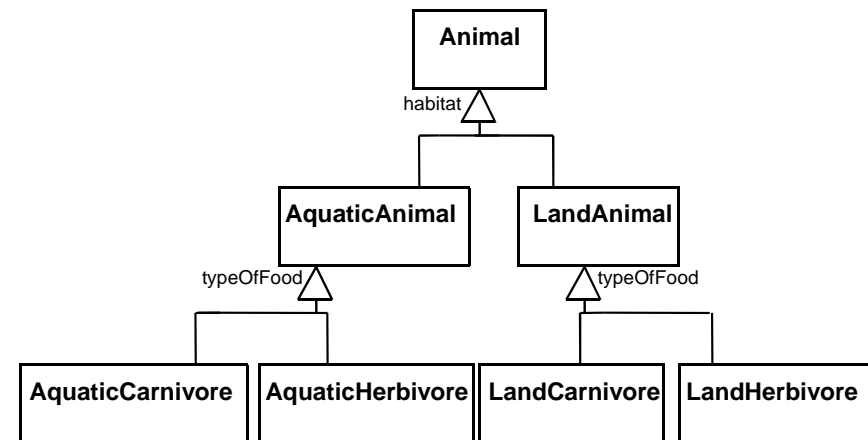 Animal
habitat
AquaticAnimal
LandAnimal
typeOfFood
typeOfFood
AquaticCarnivore
AquaticHerbivore
LandCarnivore
LandHerbivore